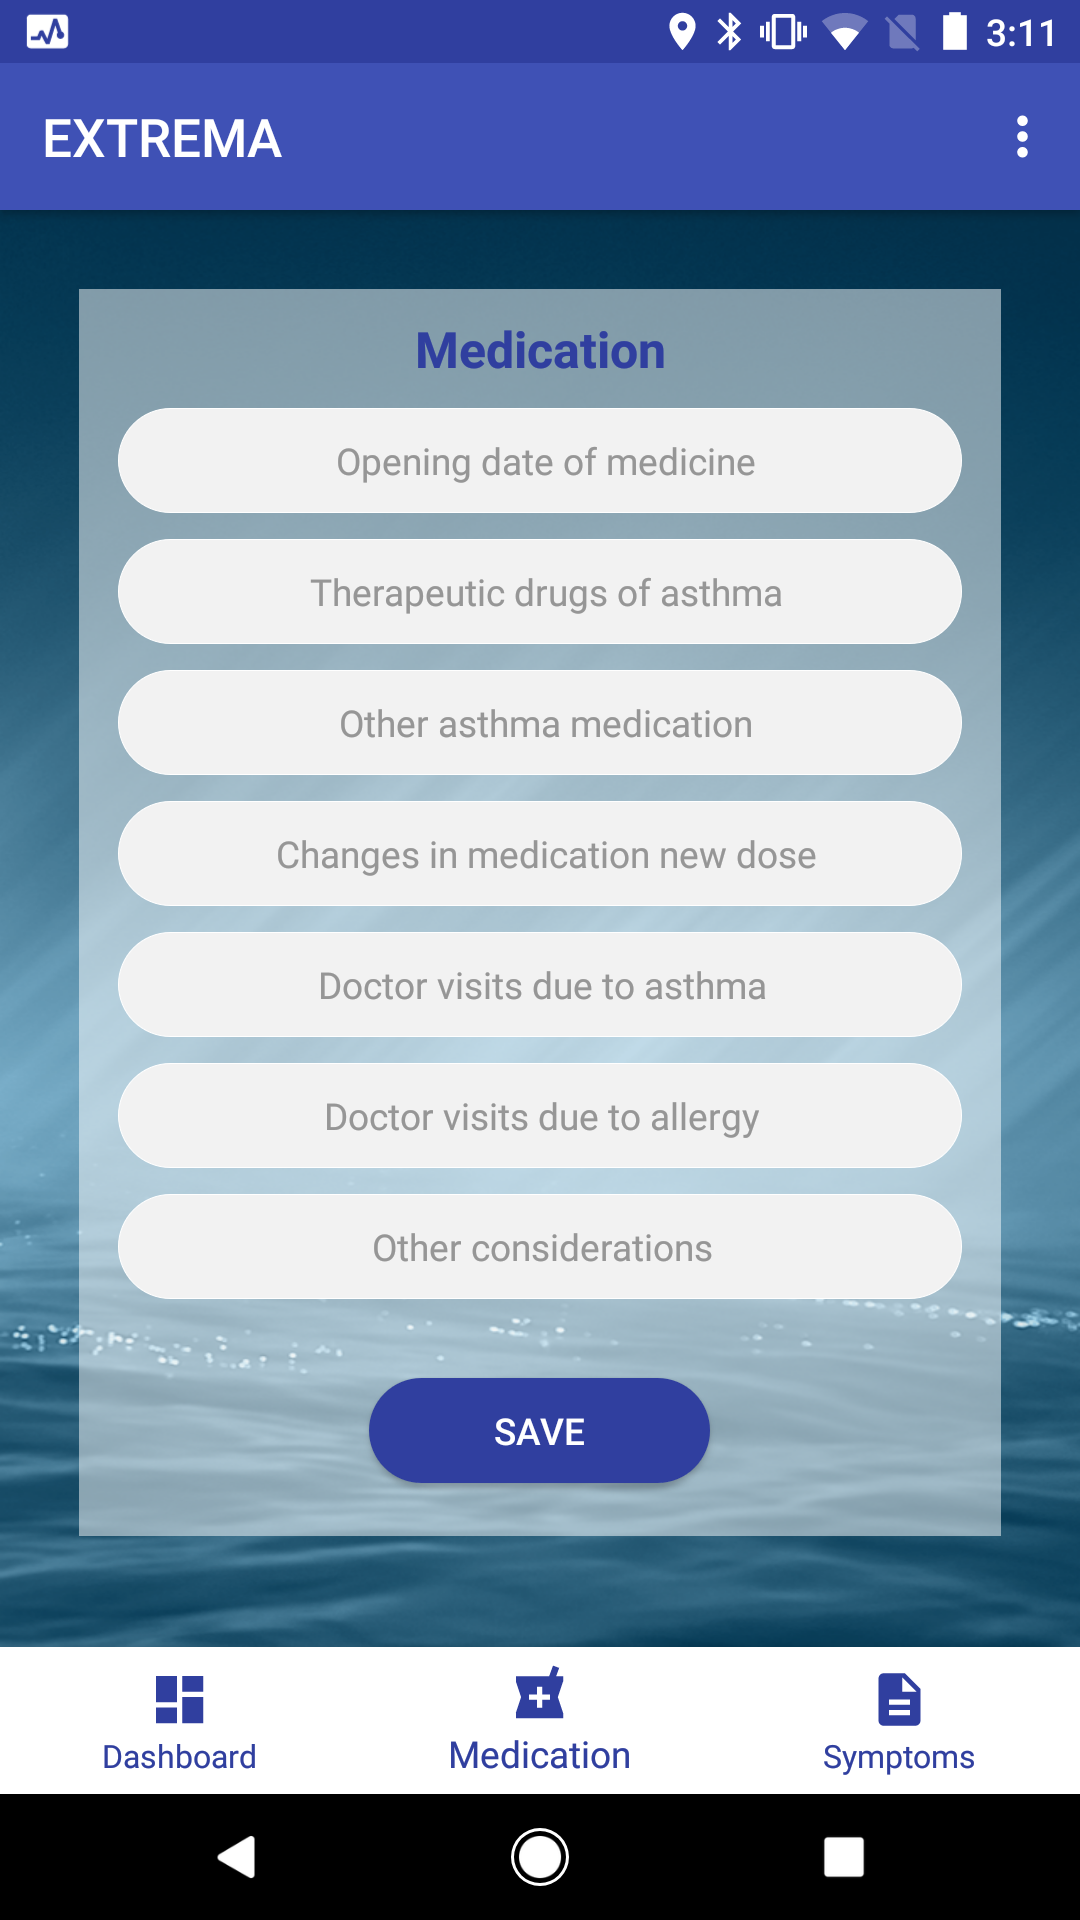 3:11
EXTREMA
Medication
Opening date of medicine
Therapeutic drugs of asthma
Other asthma medication
Changes in medication new dose
Doctor visits due to asthma
Doctor visits due to allergy
Other considerations
SAVE
Dashboard
Medication
Symptoms